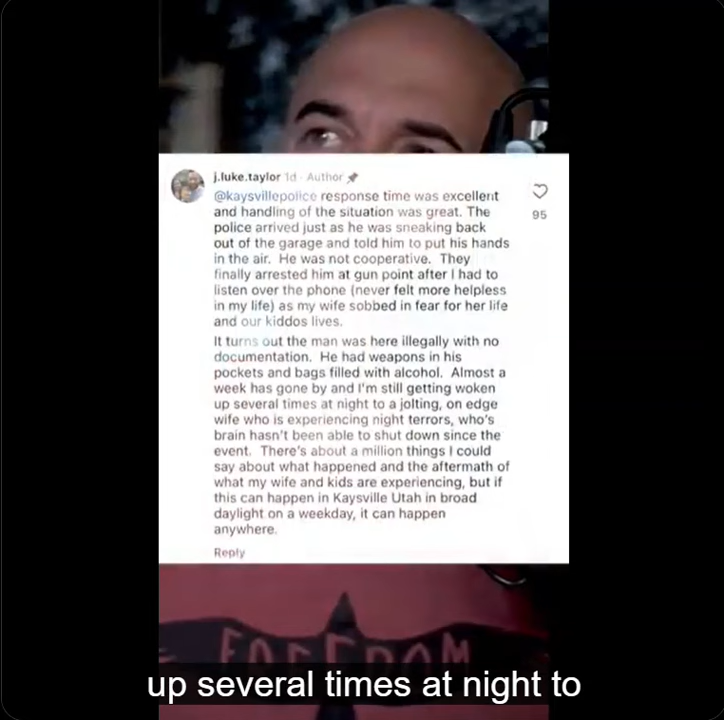 j.luke.taylor 1d · Author
@kaysvillepolice response time was excellent
and handling of the situation was great. The
police arrived just as he was sneaking back
out of the garage and told him to put his hands
in the air. He was not cooperative. They
finally arrested him at gun point after I had to
listen over the phone (never felt more helpless
in my life) as my wife sobbed in fear for her life
and our kiddos lives.
It turns out the man was here illegally with no
documentation. He had weapons in his
pockets and bags filled with alcohol. Almost a
week has gone by and I'm still getting woken
up several times at night to a jolting, on edge
wife who is experiencing night terrors, who's
brain hasn't been able to shut down since the
event. There's about a million things I could
say about what happened and the aftermath of
what my wife and kids are experiencing, but if
this can happen in Kaysville Utah in broad
daylight on a weekday, it can happen
anywhere.
Reply
95
FREEDOM
up several times at night to